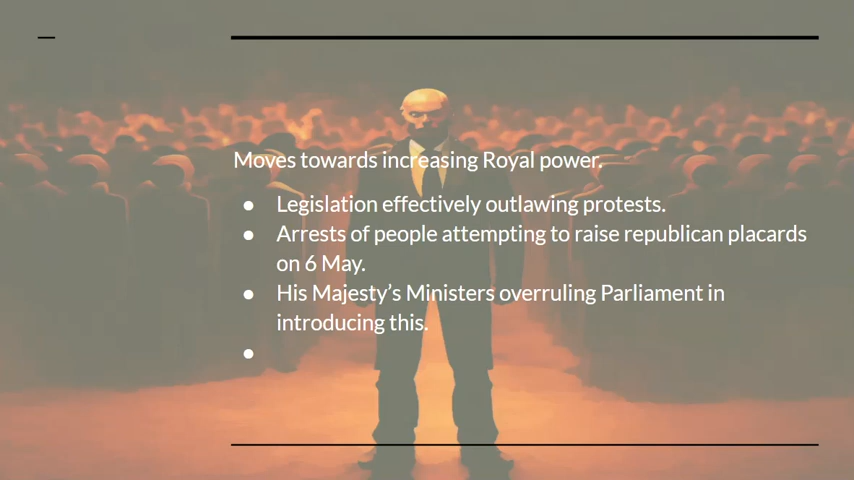 Moves towards increasing Royal power.
● Legislation effectively outlawing protests.
● Arrests of people attempting to raise republican placards
on 6 May.
● His Majesty’s Ministers overruling Parliament in
introducing this.
●